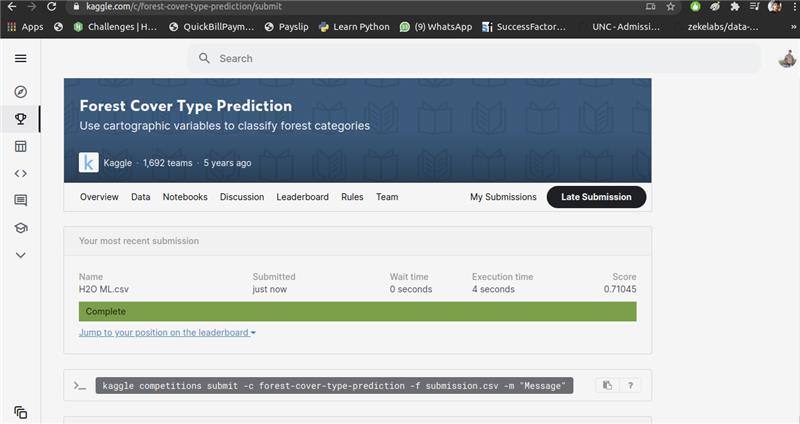 kaggle.com/c/forest-cover-type-prediction/submit
Apps Challenges | H... QuickBillPaym... Payslip Learn Python (9) WhatsApp SuccessFactor... UNC - Admissi... zekelabs/data-...
Search
Forest Cover Type Prediction
Use cartographic variables to classify forest categories
k Kaggle · 1,692 teams · 5 years ago
Overview Data Notebooks Discussion Leaderboard Rules Team My Submissions Late Submission
Your most recent submission
Name Submitted Wait time Execution time Score
H2O ML.csv just now 0 seconds 4 seconds 0.71045
Complete
Jump to your position on the leaderboard
>_ kaggle competitions submit -c forest-cover-type-prediction -f submission.csv -m "Message" ?